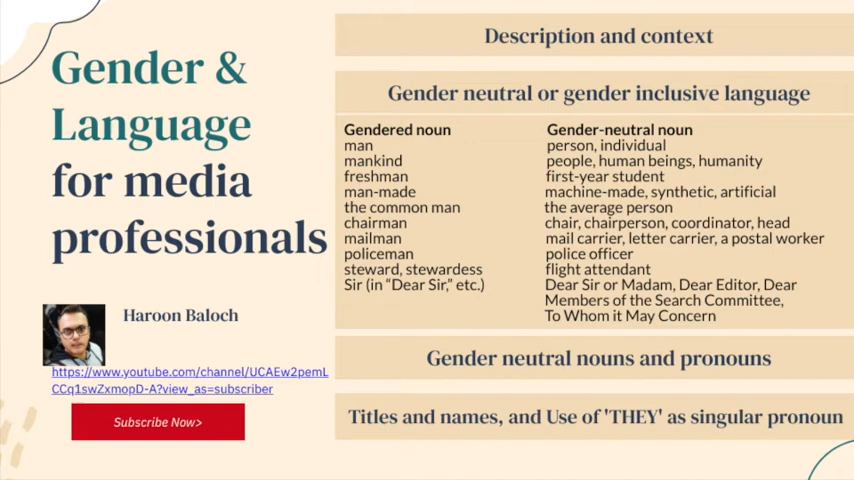 Gender &
Language
for media
professionals
Haroon Baloch
https://www.youtube.com/channel/UCAEw2pemL
CCq1swZxmopD-A?view_as=subscriber
Subscribe Now>
Description and context
Gender neutral or gender inclusive language
Gendered noun Gender-neutral noun
man person, individual
mankind people, human beings, humanity
freshman first-year student
man-made machine-made, synthetic, artificial
the common man the average person
chairman chair, chairperson, coordinator, head
mailman mail carrier, letter carrier, a postal worker
policeman police officer
steward, stewardess flight attendant
Sir (in “Dear Sir,” etc.) Dear Sir or Madam, Dear Editor, Dear
Members of the Search Committee,
To Whom it May Concern
Gender neutral nouns and pronouns
Titles and names, and Use of 'THEY' as singular pronoun